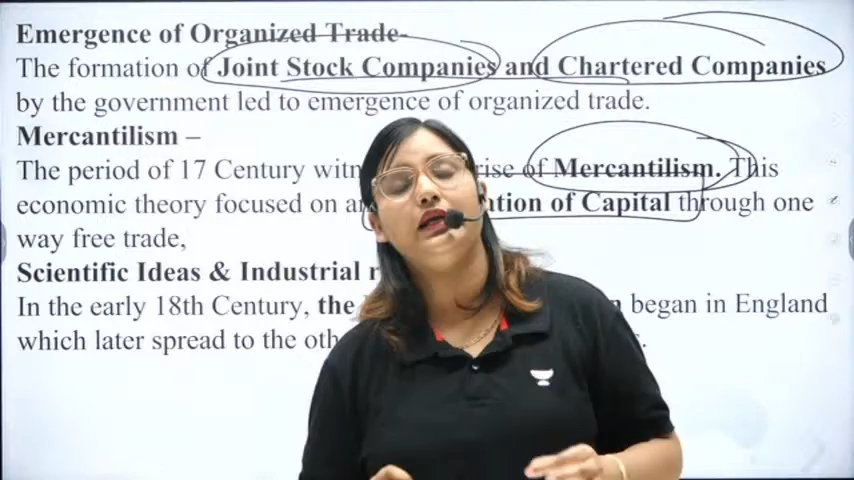 Emergence of Organized Trade-
The formation of Joint Stock Companies and Chartered Companies
by the government led to emergence of organized trade.
Mercantilism –
The period of 17 Century rise of Mercantilism. This
economic theory focused on of Capital through one
way free trade,
Scientific Ideas & Industrial
In the early 18th Century, the began in England
which later spread to the